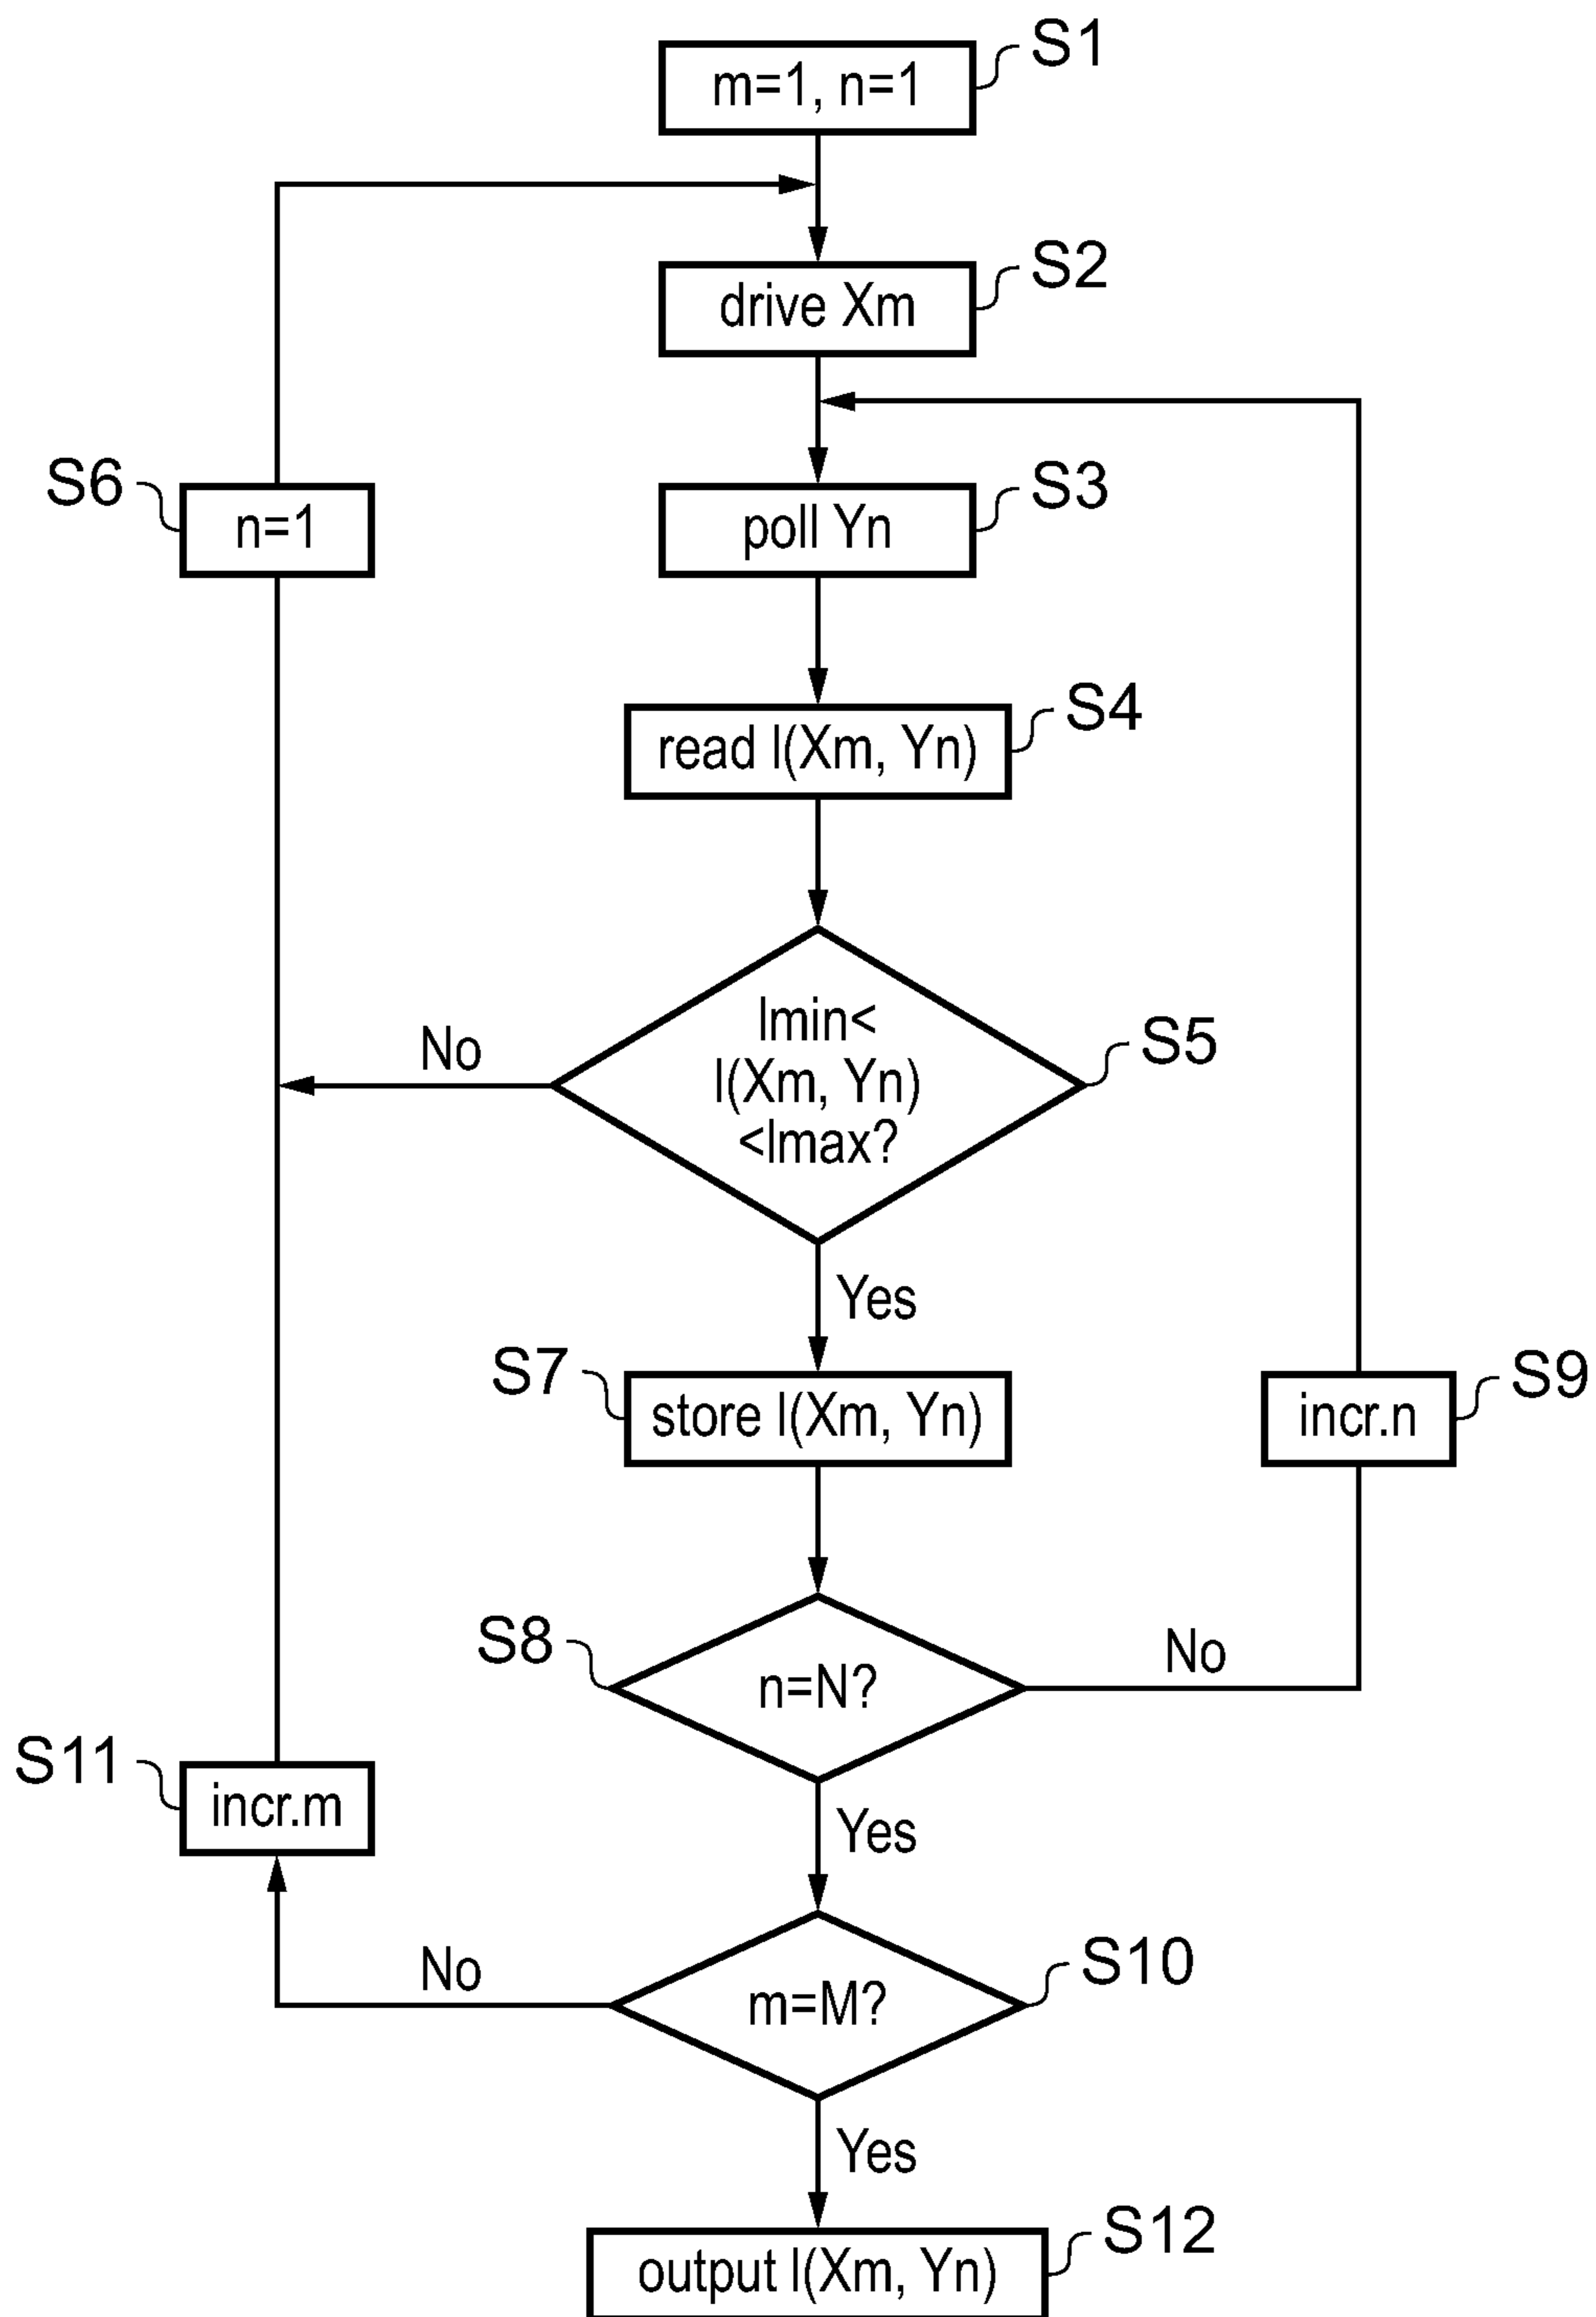 S1
m=1, n=1
S2
drive Xm
S6
n=1
S3
poll Yn
S4
read I(Xm, Yn)
No
Imin<
I(Xm, Yn)
<Imax?
S5
Yes
S7
store I(Xm, Yn)
S9
incr.n
S8
n=N?
No
S11
incr.m
Yes
No
m=M?
S10
Yes
S12
output I(Xm, Yn)